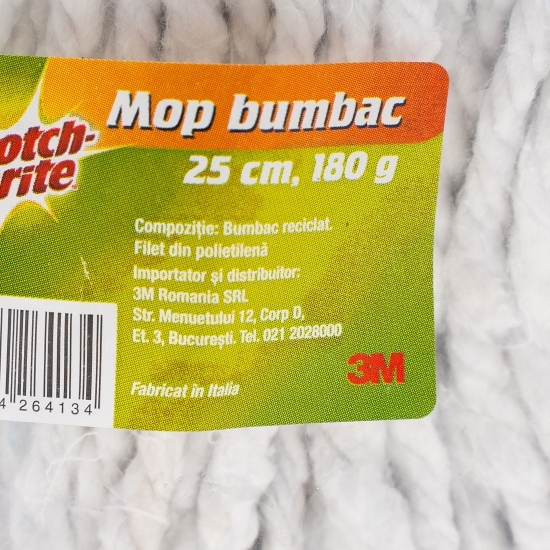 Mop bumbac
otch-
rite
25 cm, 180 g
Compoziție: Bumbac reciclat.
Filet din polietilenă
Importator și distribuitor:
3M Romania SRL
Str. Menuetului 12, Corp D,
Et. 3, București. Tel. 021 2028000
3M
Fabricat în Italia
4 264134